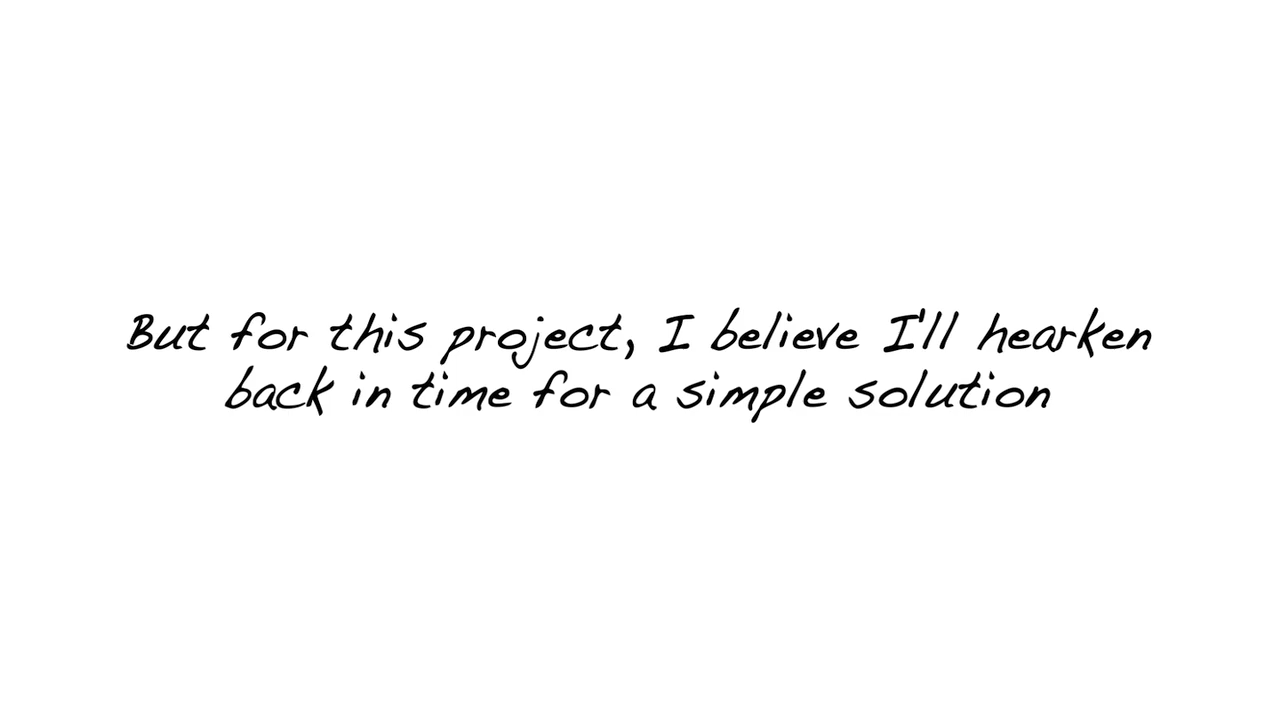 But for this project, I believe I'll hearken
back in time for a simple solution